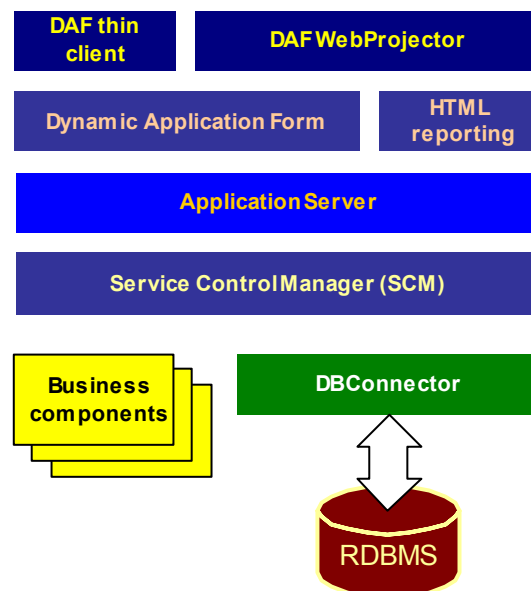 DAF thin
client
DAF WebProjector
Dynamic Application Form
HTML
reporting
Application Server
Service Control Manager (SCM)
Business
components
DBConnector
RDBMS